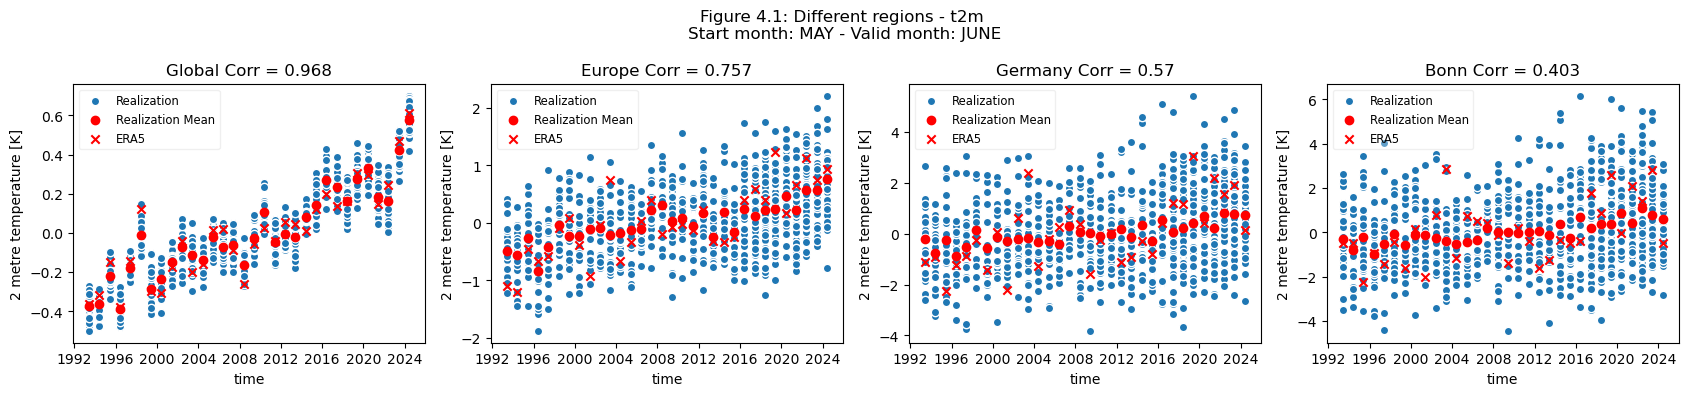 Figure 4.1: Different regions - t2m
Start month: MAY - Valid month: JUNE
Global Corr = 0.968
2 metre temperature [K]
0.6
0.4
0.2
0.0
−0.2
−0.4
Realization
Realization Mean
ERA5
1992 1996 2000 2004 2008 2012 2016 2020 2024
time
Europe Corr = 0.757
2 metre temperature [K]
2
1
0
−1
−2
Realization
Realization Mean
ERA5
1992 1996 2000 2004 2008 2012 2016 2020 2024
time
Germany Corr = 0.57
2 metre temperature [K]
4
2
0
−2
−4
Realization
Realization Mean
ERA5
1992 1996 2000 2004 2008 2012 2016 2020 2024
time
Bonn Corr = 0.403
2 metre temperature [K]
6
4
2
0
−2
−4
Realization
Realization Mean
ERA5
1992 1996 2000 2004 2008 2012 2016 2020 2024
time